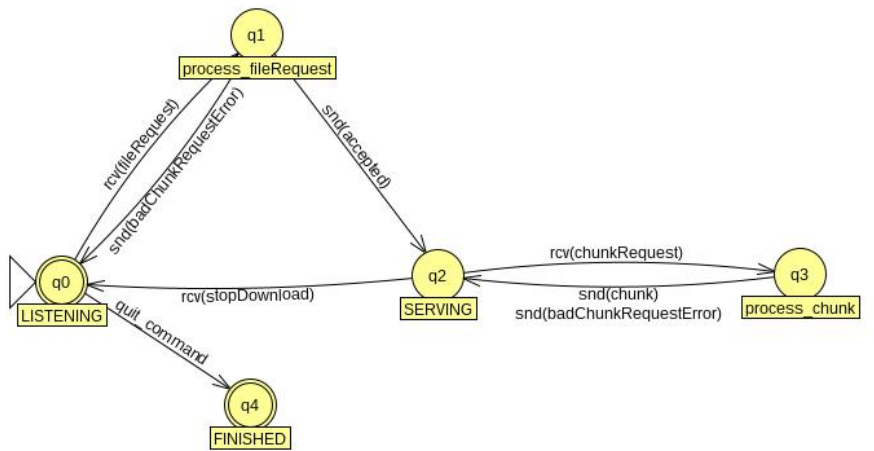 q1
process_fileRequest
rcv(fileRequest)
snd(badChunkRequestError)
snd(accepted)
q0
LISTENING
rcv(stopDownload)
q2
SERVING
rcv(chunkRequest)
snd(chunk)
snd(badChunkRequestError)
q3
process_chunk
quit_command
q4
FINISHED